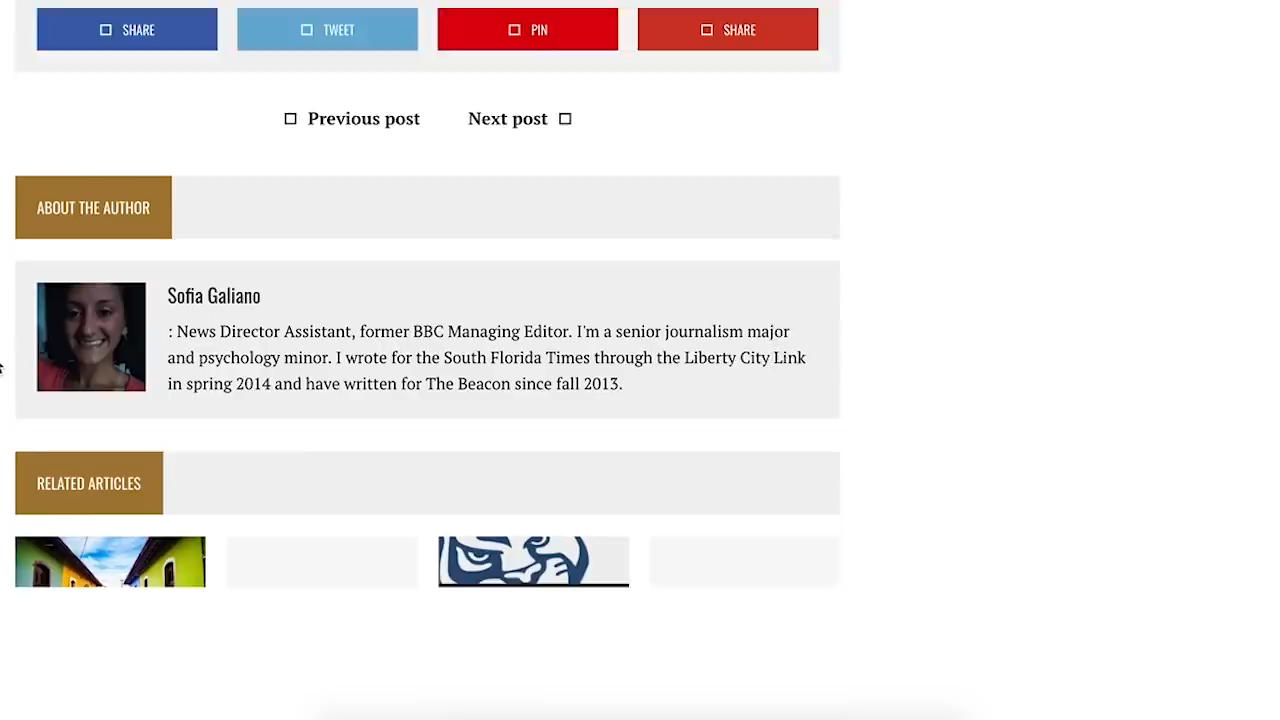 SHARE
TWEET
PIN
SHARE
Previous post
Next post
ABOUT THE AUTHOR
Sofia Galiano
: News Director Assistant, former BBC Managing Editor. I'm a senior journalism major
and psychology minor. I wrote for the South Florida Times through the Liberty City Link
in spring 2014 and have written for The Beacon since fall 2013.
RELATED ARTICLES